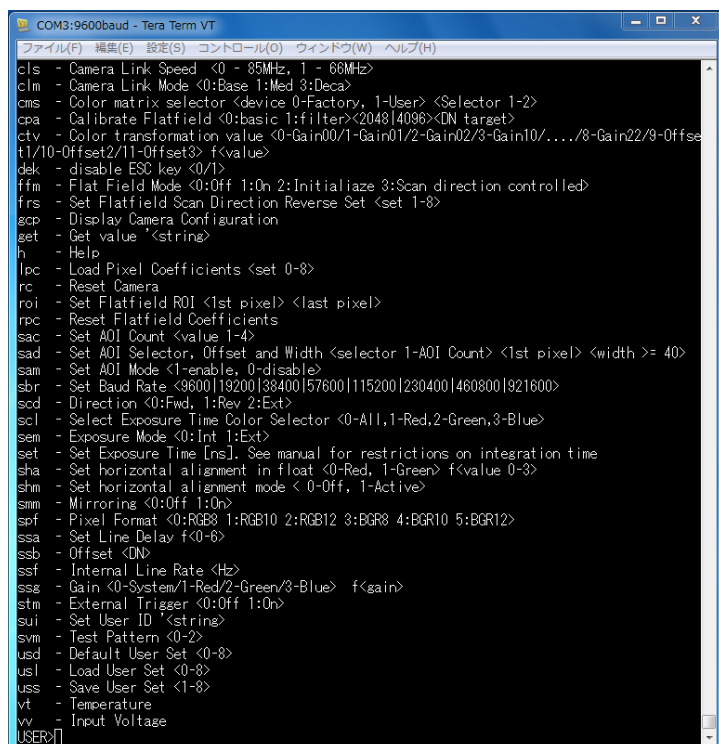 COM3:9600baud - Tera Term VT
ファイル(F) 編集(E) 設定(S) コントロール(O) ウィンドウ(W) ヘルプ(H)
cls - Camera Link Speed <0 - 85MHz, 1 - 66MHz>
clm - Camera Link Mode <0:Base 1:Med 3:Deca>
cms - Color matrix selector <device 0-Factory, 1-User> <Selector 1-2>
cpa - Calibrate Flatfield <0:basic 1:filter><2048|4096><DN target>
ctv - Color transformation value <0-Gain00/1-Gain01/2-Gain02/3-Gain10/..../8-Gain22/9-Offse
t1/10-Offset2/11-Offset3> f<value>
dek - disable ESC key <0/1>
ffm - Flat Field Mode <0:Off 1:On 2:Initialiaze 3:Scan direction controlled>
frs - Set Flatfield Scan Direction Reverse Set <set 1-8>
gcp - Display Camera Configuration
get - Get value '<string>
h - Help
lpc - Load Pixel Coefficients <set 0-8>
rc - Reset Camera
roi - Set Flatfield ROI <1st pixel> <last pixel>
rpc - Reset Flatfield Coefficients
sac - Set AOI Count <value 1-4>
sad - Set AOI Selector, Offset and Width <selector 1-AOI Count> <1st pixel> <width >= 40>
sam - Set AOI Mode <1-enable, 0-disable>
sbr - Set Baud Rate <9600|19200|38400|57600|115200|230400|460800|921600>
scd - Direction <0:Fwd, 1:Rev 2:Ext>
scl - Select Exposure Time Color Selector <0-All,1-Red,2-Green,3-Blue>
sem - Exposure Mode <0:Int 1:Ext>
set - Set Exposure Time [ns]. See manual for restrictions on integration time
sha - Set horizontal alignment in float <0-Red, 1-Green> f<value 0-3>
shm - Set horizontal alignment mode < 0-Off, 1-Active>
smm - Mirroring <0:Off 1:On>
spf - Pixel Format <0:RGB8 1:RGB10 2:RGB12 3:BGR8 4:BGR10 5:BGR12>
ssa - Set Line Delay f<0-6>
ssb - Offset <DN>
ssf - Internal Line Rate <Hz>
ssg - Gain <0-System/1-Red/2-Green/3-Blue> f<gain>
stm - External Trigger <0:Off 1:On>
sui - Set User ID '<string>
svm - Test Pattern <0-2>
usd - Default User Set <0-8>
usl - Load User Set <0-8>
uss - Save User Set <1-8>
vt - Temperature
vv - Input Voltage
USER>